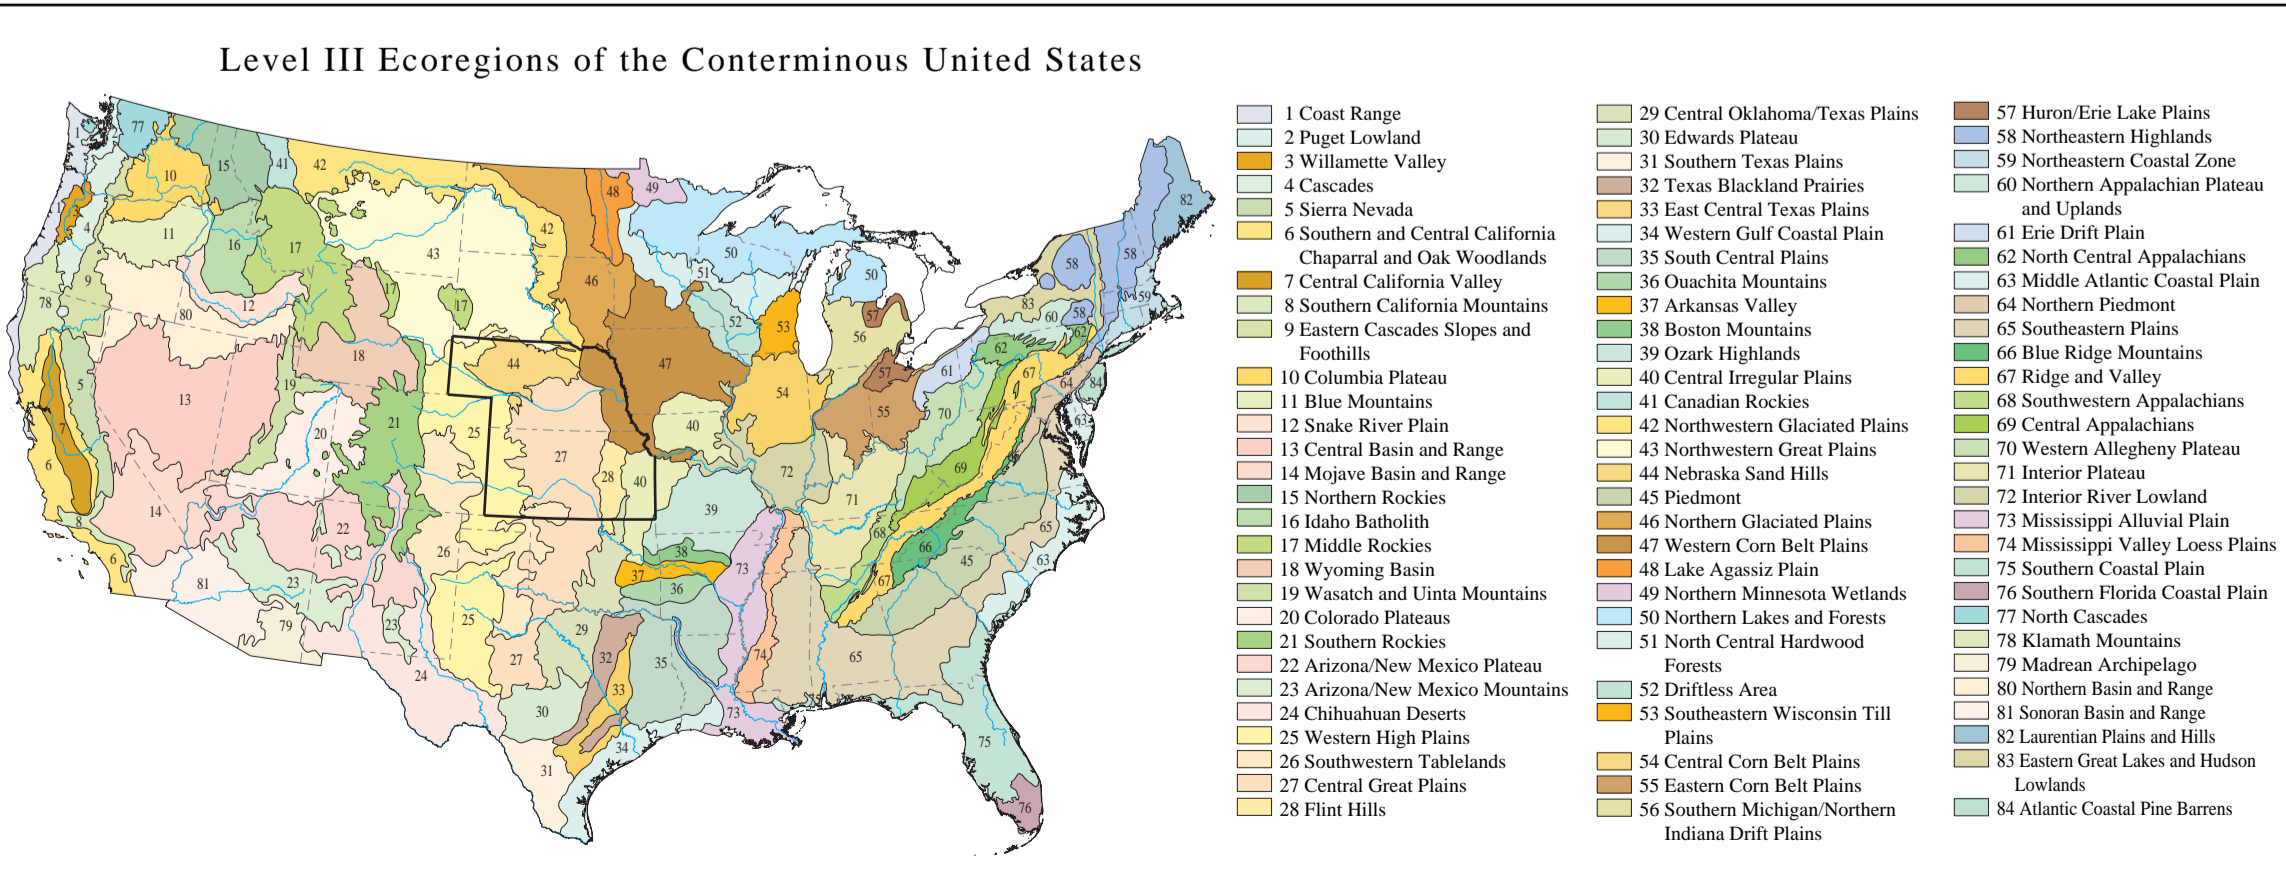 Level III Ecoregions of the Conterminous United States
1 Coast Range
2 Puget Lowland
3 Willamette Valley
4 Cascades
5 Sierra Nevada
6 Southern and Central California
Chaparral and Oak Woodlands
7 Central California Valley
8 Southern California Mountains
9 Eastern Cascades Slopes and
Foothills
10 Columbia Plateau
11 Blue Mountains
12 Snake River Plain
13 Central Basin and Range
14 Mojave Basin and Range
15 Northern Rockies
16 Idaho Batholith
17 Middle Rockies
18 Wyoming Basin
19 Wasatch and Uinta Mountains
20 Colorado Plateaus
21 Southern Rockies
22 Arizona/New Mexico Plateau
23 Arizona/New Mexico Mountains
24 Chihuahuan Deserts
25 Western High Plains
26 Southwestern Tablelands
27 Central Great Plains
28 Flint Hills
29 Central Oklahoma/Texas Plains
30 Edwards Plateau
31 Southern Texas Plains
32 Texas Blackland Prairies
33 East Central Texas Plains
34 Western Gulf Coastal Plain
35 South Central Plains
36 Ouachita Mountains
37 Arkansas Valley
38 Boston Mountains
39 Ozark Highlands
40 Central Irregular Plains
41 Canadian Rockies
42 Northwestern Glaciated Plains
43 Northwestern Great Plains
44 Nebraska Sand Hills
45 Piedmont
46 Northern Glaciated Plains
47 Western Corn Belt Plains
48 Lake Agassiz Plain
49 Northern Minnesota Wetlands
50 Northern Lakes and Forests
51 North Central Hardwood
Forests
52 Driftless Area
53 Southeastern Wisconsin Till
Plains
54 Central Corn Belt Plains
55 Eastern Corn Belt Plains
56 Southern Michigan/Northern
Indiana Drift Plains
57 Huron/Erie Lake Plains
58 Northeastern Highlands
59 Northeastern Coastal Zone
60 Northern Appalachian Plateau
and Uplands
61 Erie Drift Plain
62 North Central Appalachians
63 Middle Atlantic Coastal Plain
64 Northern Piedmont
65 Southeastern Plains
66 Blue Ridge Mountains
67 Ridge and Valley
68 Southwestern Appalachians
69 Central Appalachians
70 Western Allegheny Plateau
71 Interior Plateau
72 Interior River Lowland
73 Mississippi Alluvial Plain
74 Mississippi Valley Loess Plains
75 Southern Coastal Plain
76 Southern Florida Coastal Plain
77 North Cascades
78 Klamath Mountains
79 Madrean Archipelago
80 Northern Basin and Range
81 Sonoran Basin and Range
82 Laurentian Plains and Hills
83 Eastern Great Lakes and Hudson
Lowlands
84 Atlantic Coastal Pine Barrens